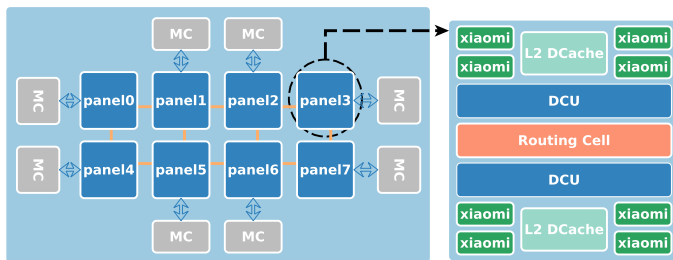 MC MC
MC panel0 panel1 panel2 panel3 MC
MC panel4 panel5 panel6 panel7 MC
MC MC
xiaomi L2 DCache xiaomi
xiaomi xiaomi
DCU
Routing Cell
DCU
xiaomi L2 DCache xiaomi
xiaomi xiaomi